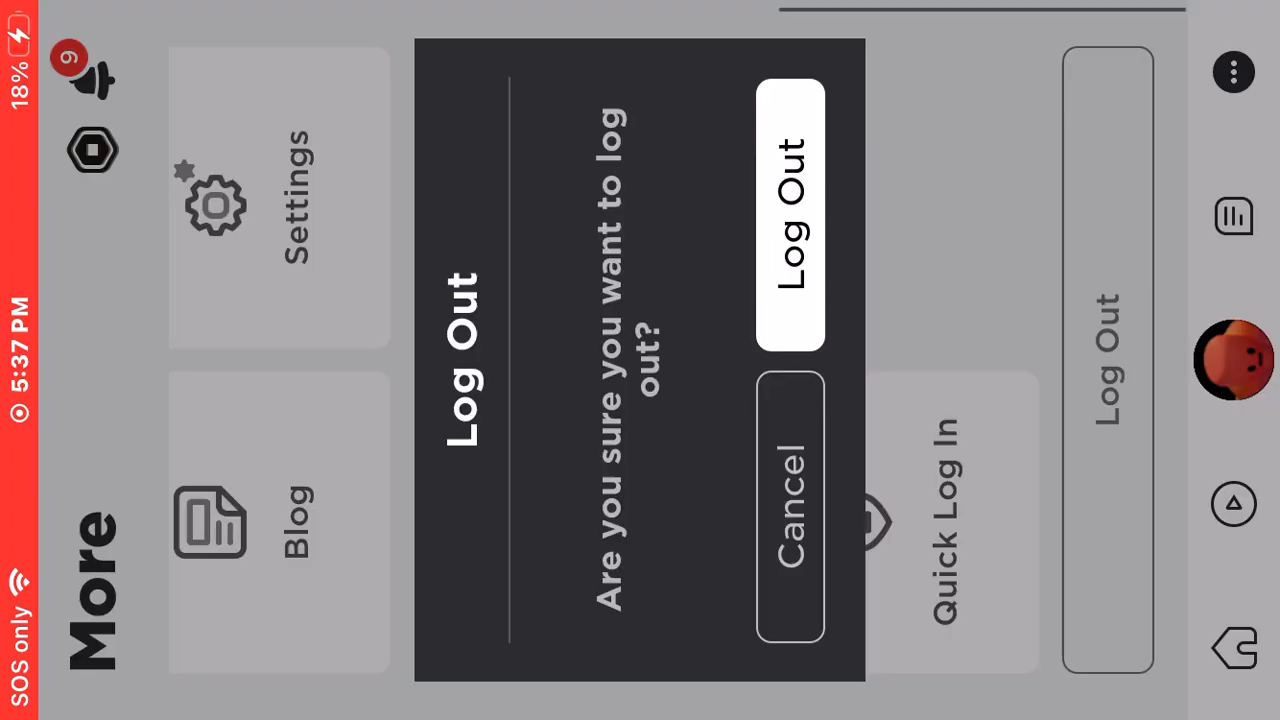 SOS only 5:37 PM 18%
More
9
Blog
Settings
Log Out
Are you sure you want to log
out?
Cancel
Log Out
Quick Log In
Log Out